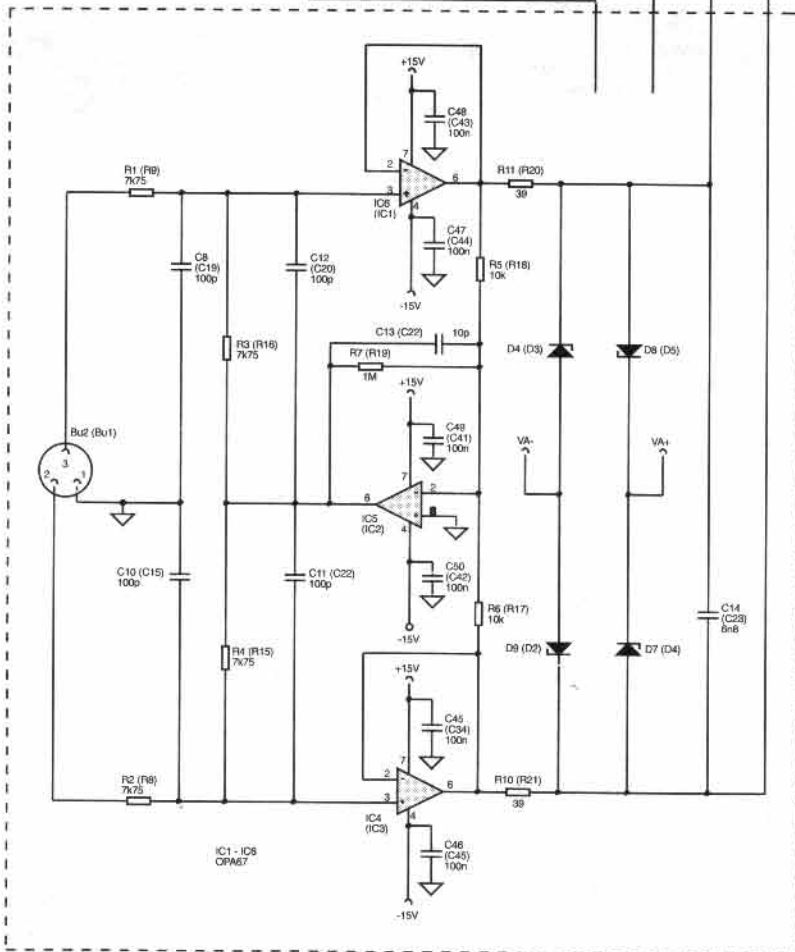 +15V
C48
(C43)
100n
7
2
-
6
3
+
4
IC6
(IC1)
R1 (R9)
7k75
R11 (R20)
39
C47
(C44)
100n
-15V
C8
(C19)
100p
C12
(C20)
100p
R5 (R18)
10k
C13 (C22)
10p
R3 (R16)
7k75
R7 (R19)
1M
D4 (D3)
D8 (D5)
+15V
C49
(C41)
100n
Bu2 (Bu1)
3
2
1
VA-
VA+
7
6
2
-
+
IC5
(IC2)
4
C50
(C42)
100n
-15V
C10 (C15)
100p
C11 (C22)
100p
R6 (R17)
10k
C14
(C23)
6n8
R4 (R15)
7k75
D9 (D2)
D7 (D4)
+15V
C45
(C34)
100n
R2 (R8)
7k75
7
2
-
6
3
+
4
IC4
(IC3)
R10 (R21)
39
C46
(C45)
100n
-15V
IC1 - IC6
OPA67